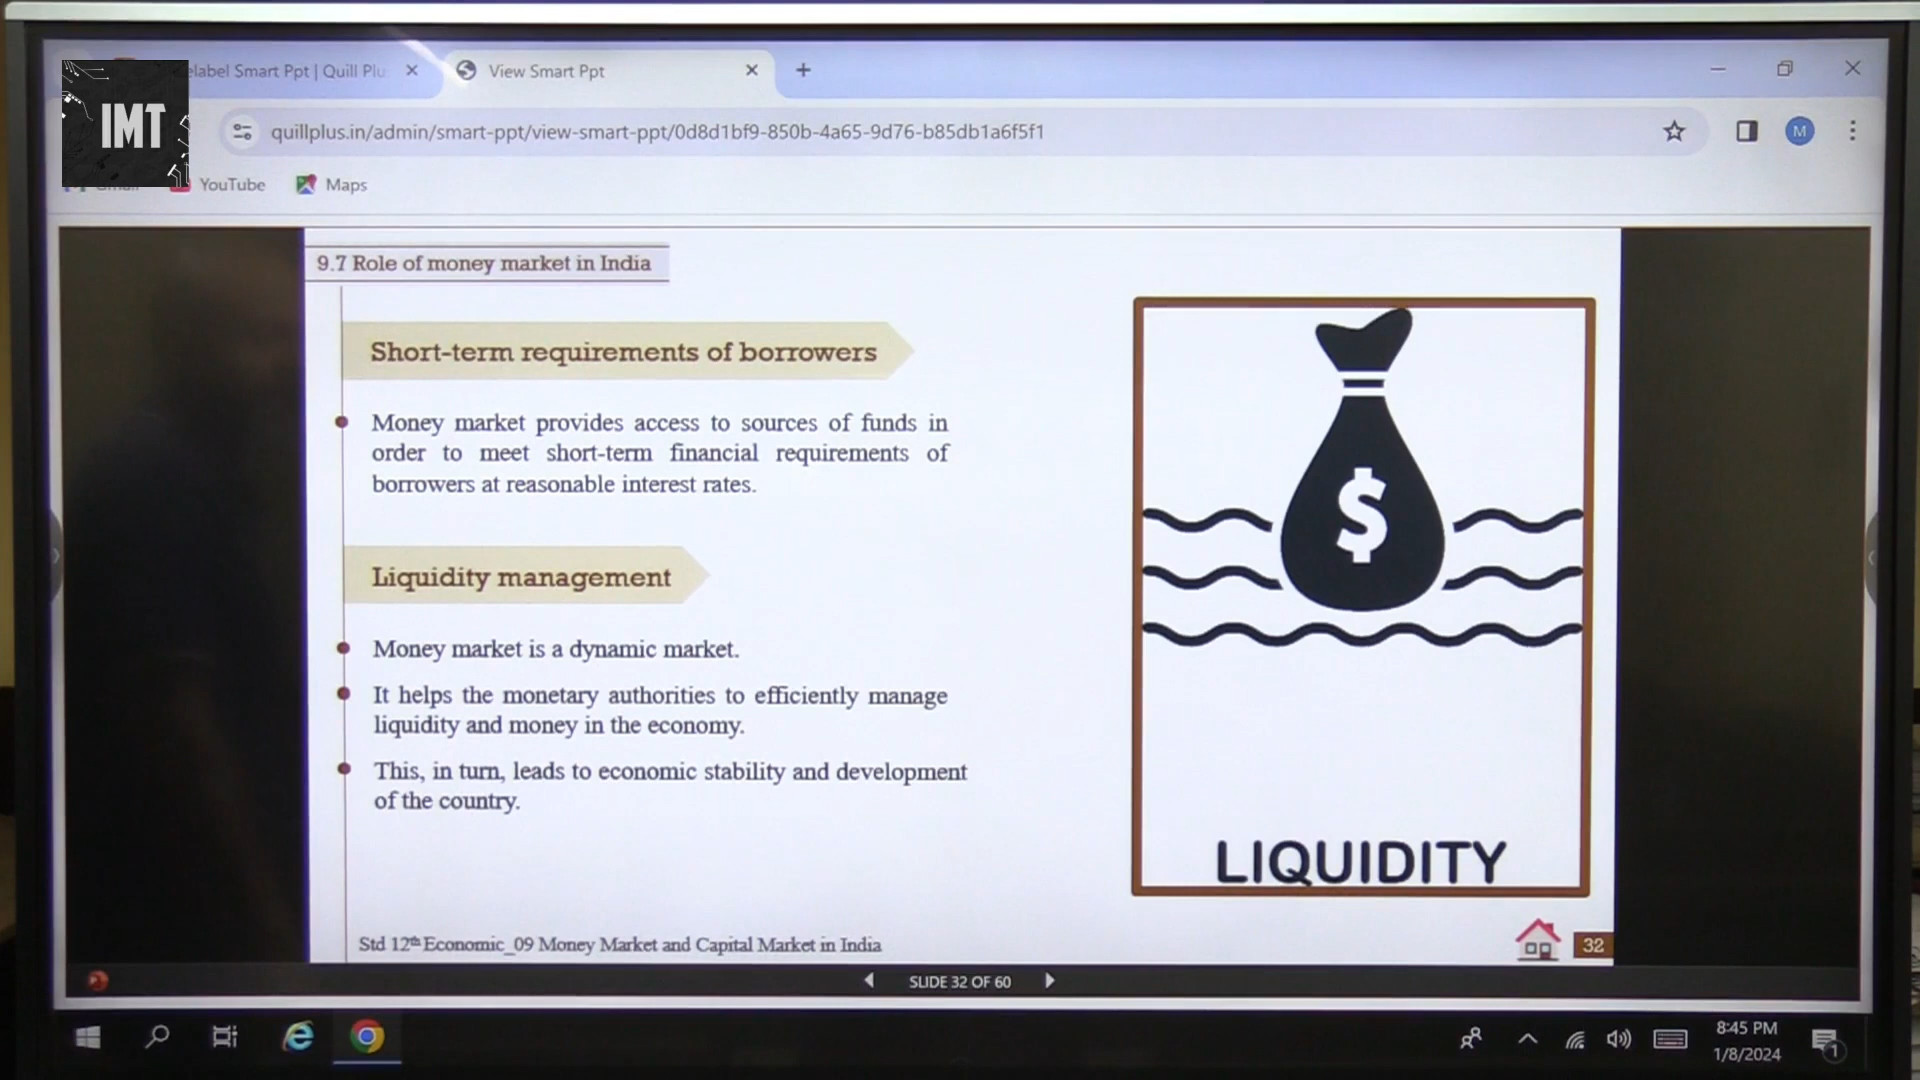 elabel Smart Ppt | Quill Plu
View Smart Ppt
IMT
quillplus.in/admin/smart-ppt/view-smart-ppt/0d8d1bf9-850b-4a65-9d76-b85db1a6f5f1
M
Gmail
YouTube
Maps
9.7 Role of money market in India
Short-term requirements of borrowers
Money market provides access to sources of funds in
order to meet short-term financial requirements of
borrowers at reasonable interest rates.
Liquidity management
Money market is a dynamic market.
It helps the monetary authorities to efficiently manage
liquidity and money in the economy.
This, in turn, leads to economic stability and development
of the country.
$
LIQUIDITY
Std 12th Economic_09 Money Market and Capital Market in India
32
SLIDE 32 OF 60
8:45 PM
1/8/2024
1